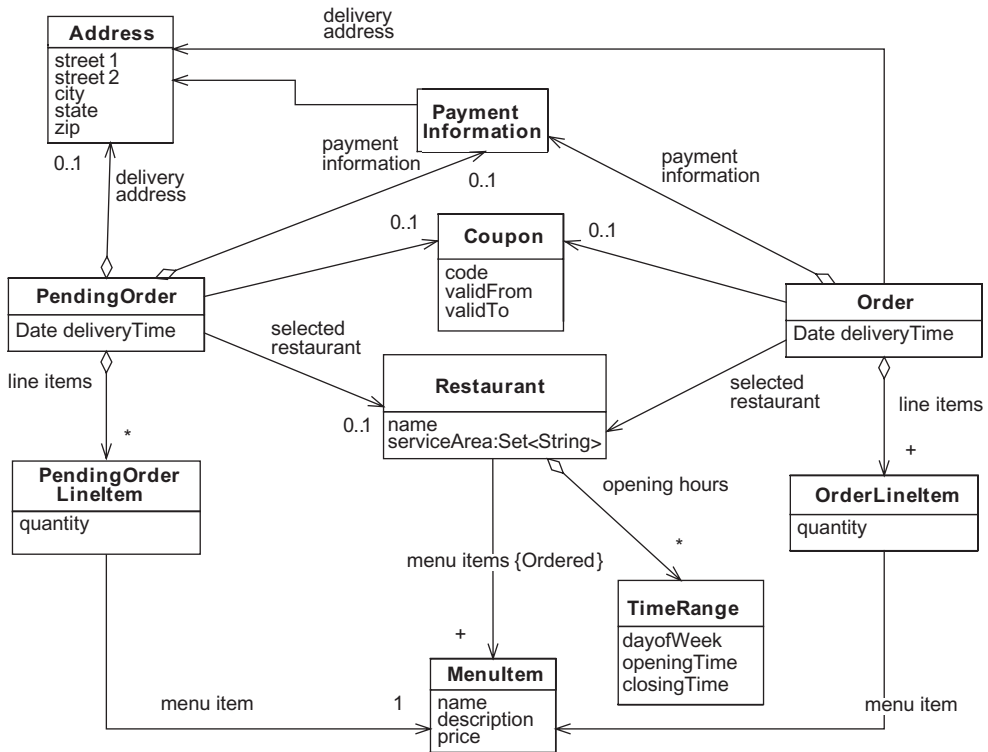 delivery
address
Address
street 1
street 2
city
state
zip
Payment
Information
payment
information
payment
information
0..1
delivery
address
0..1
0..1
0..1
Coupon
code
validFrom
validTo
PendingOrder
Date deliveryTime
Order
Date deliveryTime
selected
restaurant
line items
Restaurant
name
serviceArea:Set<String>
selected
restaurant
line items
0..1
*
+
PendingOrder
LineItem
quantity
opening hours
OrderLineItem
quantity
*
menu items {Ordered}
TimeRange
dayofWeek
openingTime
closingTime
+
MenuItem
name
description
price
menu item
1
menu item